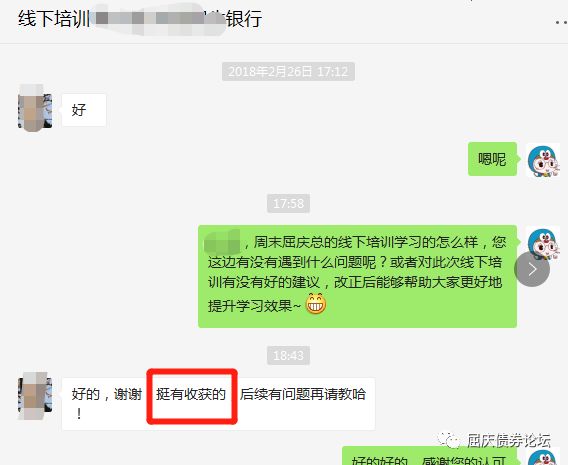 线下培训
银行
2018年2月26日 17:12
好
嗯呢
17:58
，周末屈庆总的线下培训学习的怎么样，您
这边有没有遇到什么问题呢？或者对此次线下培
训有没有好的建议，改正后能够帮助大家更好地
提升学习效果~
18:43
好的，谢谢 挺有收获的 后续有问题再请教哈
！
屈庆债券论坛
好的好的，感谢您的认可